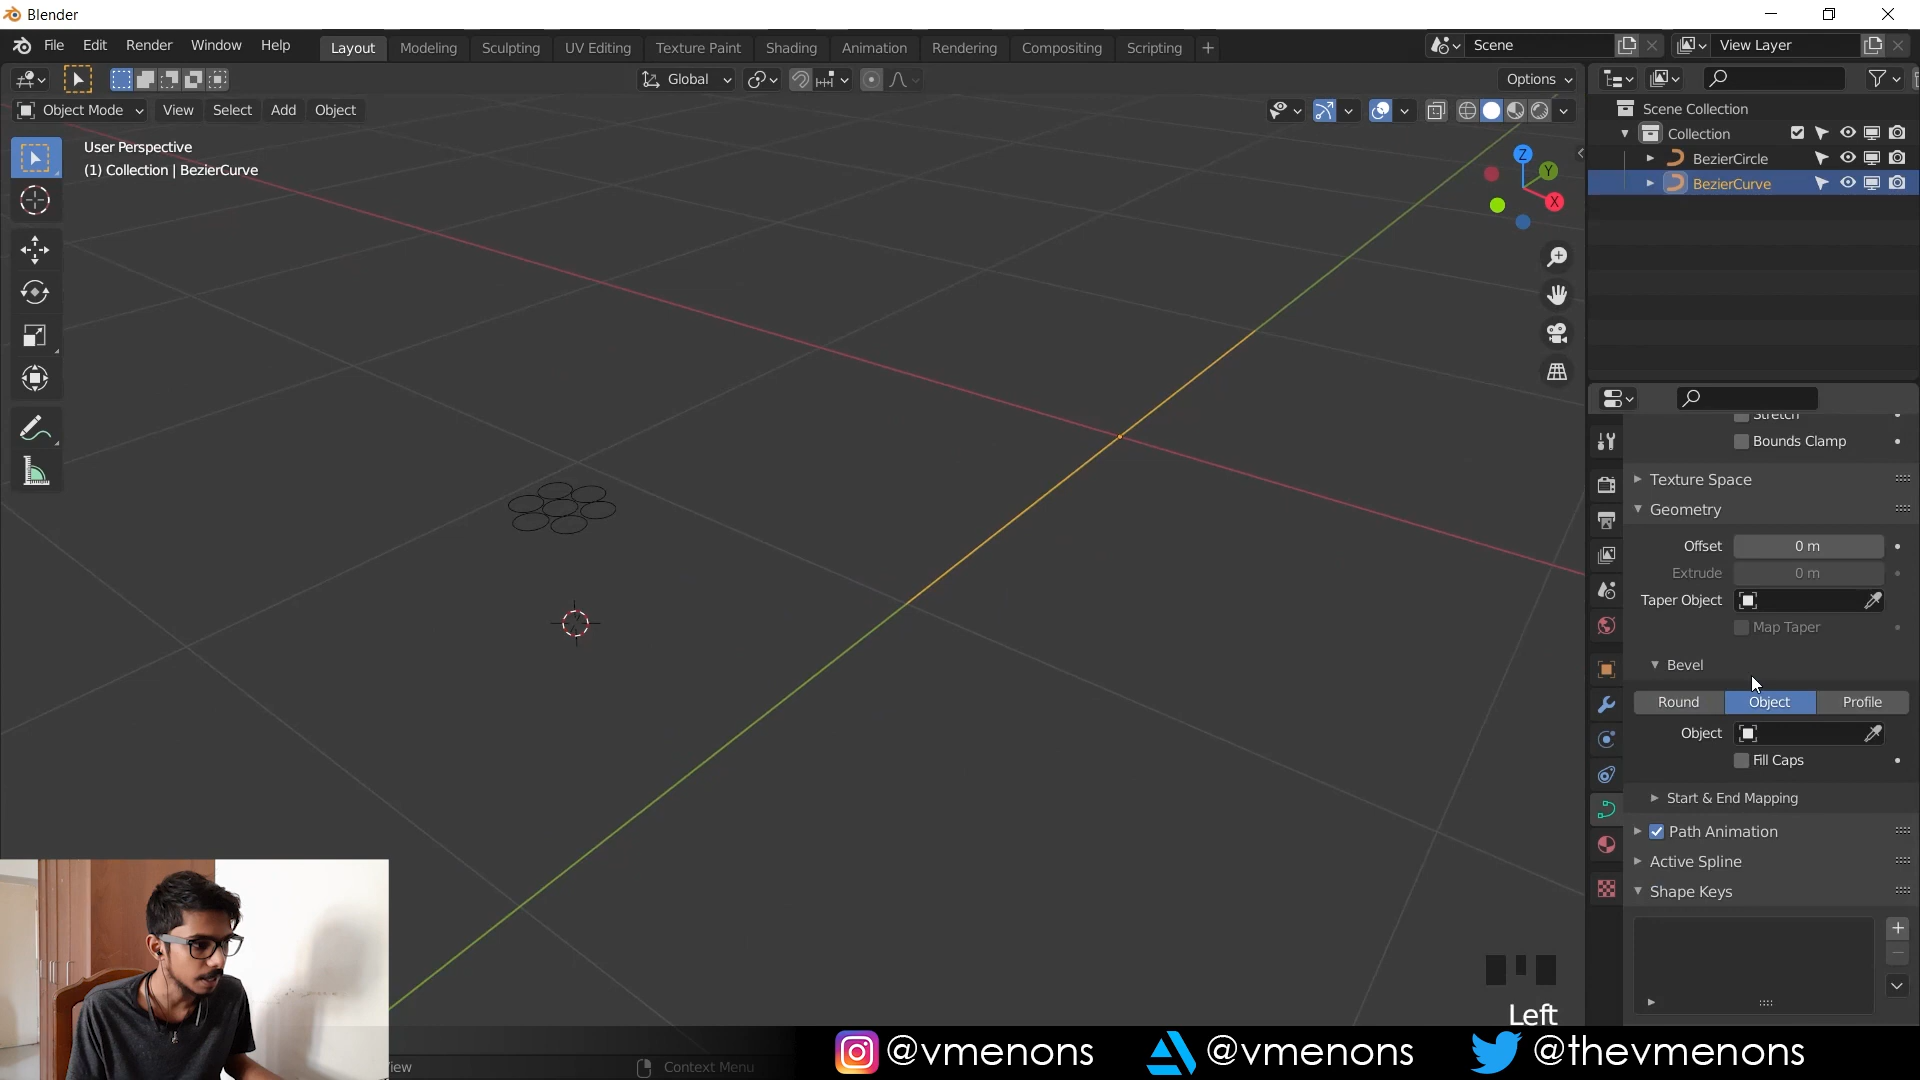 Blender
File Edit Render Window Help Layout Modeling Sculpting UV Editing Texture Paint Shading Animation Rendering Compositing Scripting + Scene View Layer
Global Options
Object Mode View Select Add Object
User Perspective
(1) Collection | BezierCurve
Z
Y
X
Scene Collection
Collection
BezierCircle
BezierCurve
Stretch
Bounds Clamp
Texture Space
Geometry
Offset 0 m
Extrude 0 m
Taper Object
Map Taper
Bevel
Round Object Profile
Object
Fill Caps
Start & End Mapping
Path Animation
Active Spline
Shape Keys
Left
@vmenons @vmenons @thevmenons
Context Menu